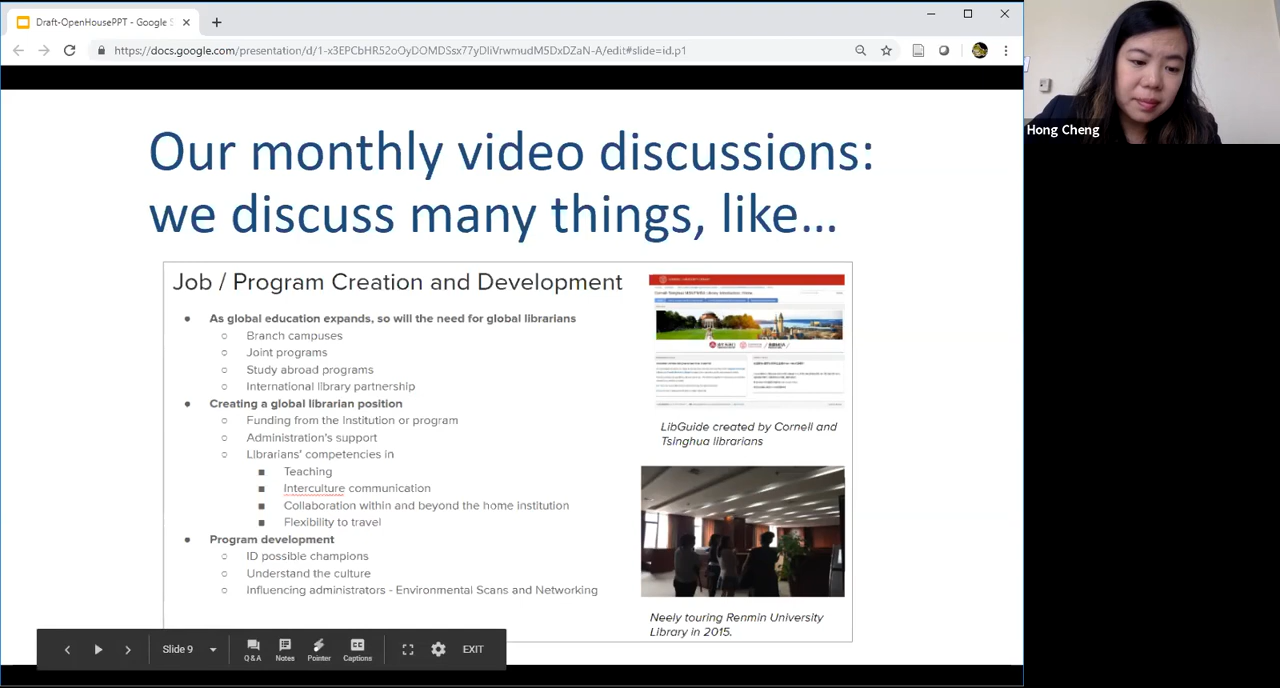 Draft-OpenHousePPT - Google S
https://docs.google.com/presentation/d/1-x3EPCbHR52oOyDOMDSsx77yDIiVrwmudM5DxDZaN-A/edit#slide=id.p1
Hong Cheng
Our monthly video discussions:
we discuss many things, like...
Job / Program Creation and Development
● As global education expands, so will the need for global librarians
○ Branch campuses
○ Joint programs
○ Study abroad programs
○ International library partnership
● Creating a global librarian position
○ Funding from the institution or program
○ Administration's support
○ Librarians' competencies in
■ Teaching
■ Interculture communication
■ Collaboration within and beyond the home institution
■ Flexibility to travel
● Program development
○ ID possible champions
○ Understand the culture
○ Influencing administrators - Environmental Scans and Networking
LibGuide created by Cornell and
Tsinghua librarians
Neely touring Renmin University
Library in 2015.
Slide 9
Q & A
Notes
Pointer
Captions
EXIT